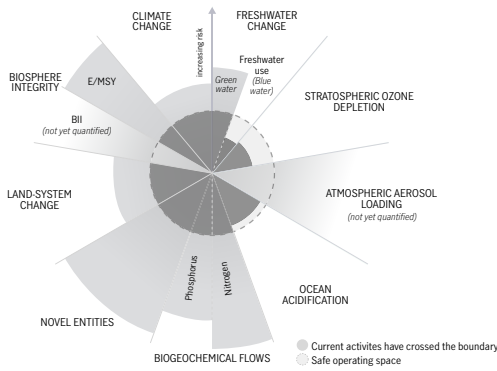 CLIMATE
CHANGE
FRESHWATER
CHANGE
increasing risk
Green
water
Freshwater
use
(Blue
water)
STRATOSPHERIC OZONE
DEPLETION
ATMOSPHERIC AEROSOL
LOADING
(not yet quantified)
OCEAN
ACIDIFICATION
Nitrogen
Phosphorus
BIOGEOCHEMICAL FLOWS
NOVEL ENTITIES
LAND-SYSTEM
CHANGE
BIOSPHERE
INTEGRITY
E/MSY
BII
(not yet quantified)
Current activites have crossed the boundary
Safe operating space